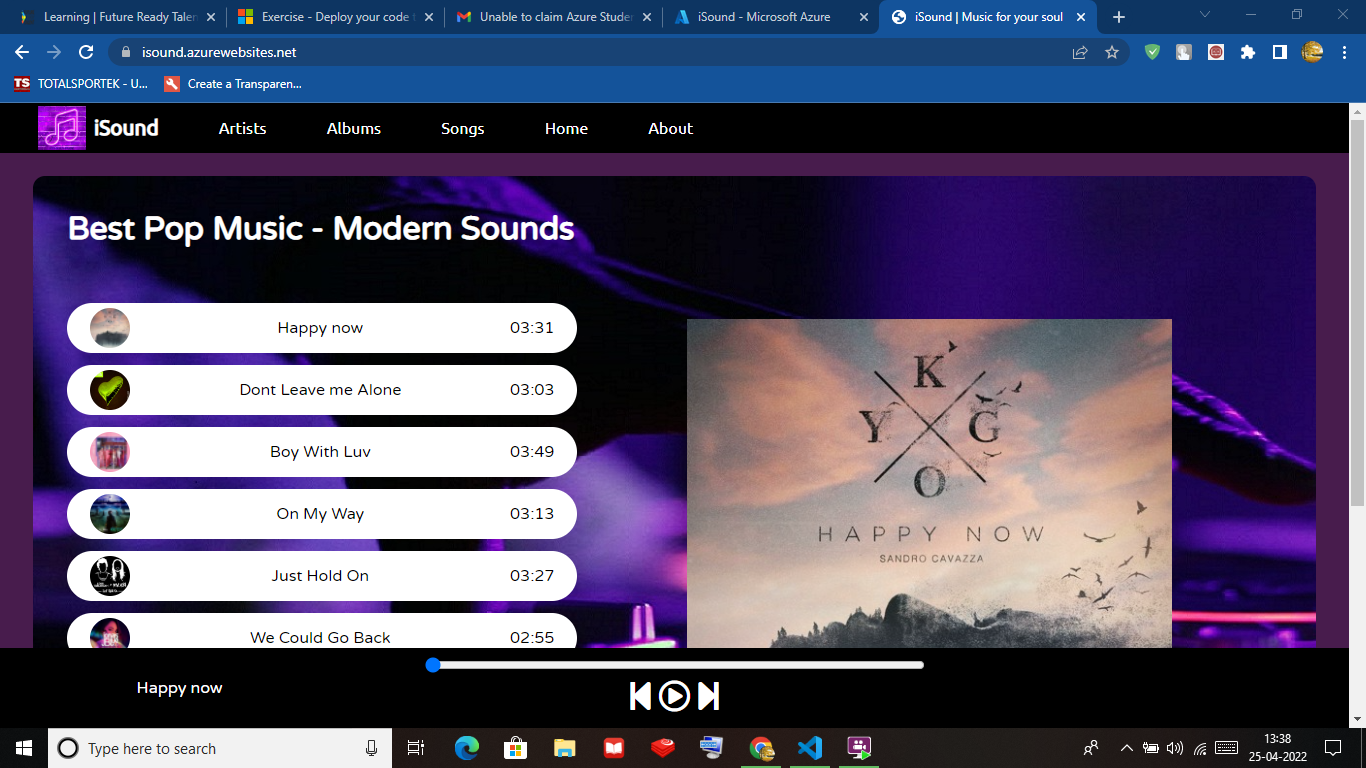 Learning | Future Ready Talen
Exercise - Deploy your code t
Unable to claim Azure Studen
iSound - Microsoft Azure
iSound | Music for your soul
isound.azurewebsites.net
TS TOTALSPORTEK - U...
Create a Transparen...
iSound
Artists
Albums
Songs
Home
About
Best Pop Music - Modern Sounds
Happy now 03:31
Dont Leave me Alone 03:03
Boy With Luv 03:49
On My Way 03:13
Just Hold On 03:27
We Could Go Back 02:55
K
Y G
O
HAPPY NOW
SANDRO CAVAZZA
Happy now
Type here to search
13:38
25-04-2022